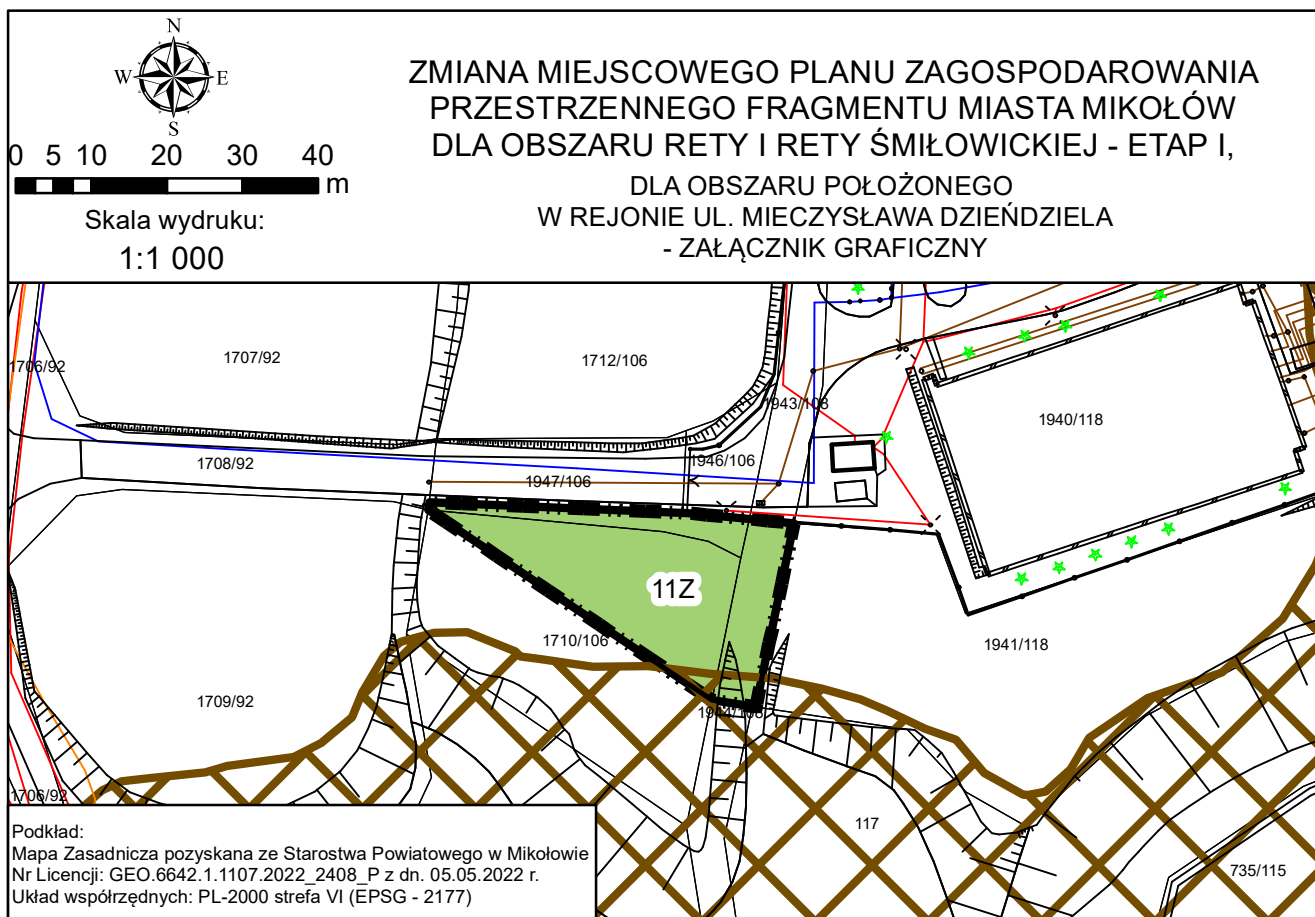 N
W E
S
0 5 10 20 30 40
m
Skala wydruku:
1:1 000
ZMIANA MIEJSCOWEGO PLANU ZAGOSPODAROWANIA
PRZESTRZENNEGO FRAGMENTU MIASTA MIKOŁÓW
DLA OBSZARU RETY I RETY ŚMIŁOWICKIEJ - ETAP I,
DLA OBSZARU POŁOŻONEGO
W REJONIE UL. MIECZYSŁAWA DZIEŃDZIELA
- ZAŁĄCZNIK GRAFICZNY
1706/92
1707/92
1712/106
1943/108
1940/118
1708/92
1946/106
1947/106
11Z
1710/106
1941/118
1709/92
1944/108
1706/92
117
735/115
Podkład:
Mapa Zasadnicza pozyskana ze Starostwa Powiatowego w Mikołowie
Nr Licencji: GEO.6642.1.1107.2022_2408_P z dn. 05.05.2022 r.
Układ współrzędnych: PL-2000 strefa VI (EPSG - 2177)